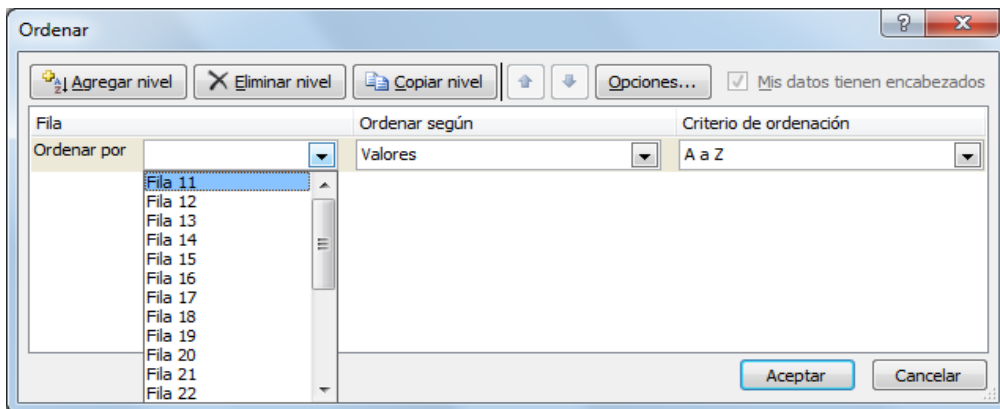 Ordenar
Agregar nivel Eliminar nivel Copiar nivel Opciones... Mis datos tienen encabezados
Fila Ordenar según Criterio de ordenación
Ordenar por Valores A a Z
Fila 11
Fila 12
Fila 13
Fila 14
Fila 15
Fila 16
Fila 17
Fila 18
Fila 19
Fila 20
Fila 21
Fila 22
Aceptar Cancelar